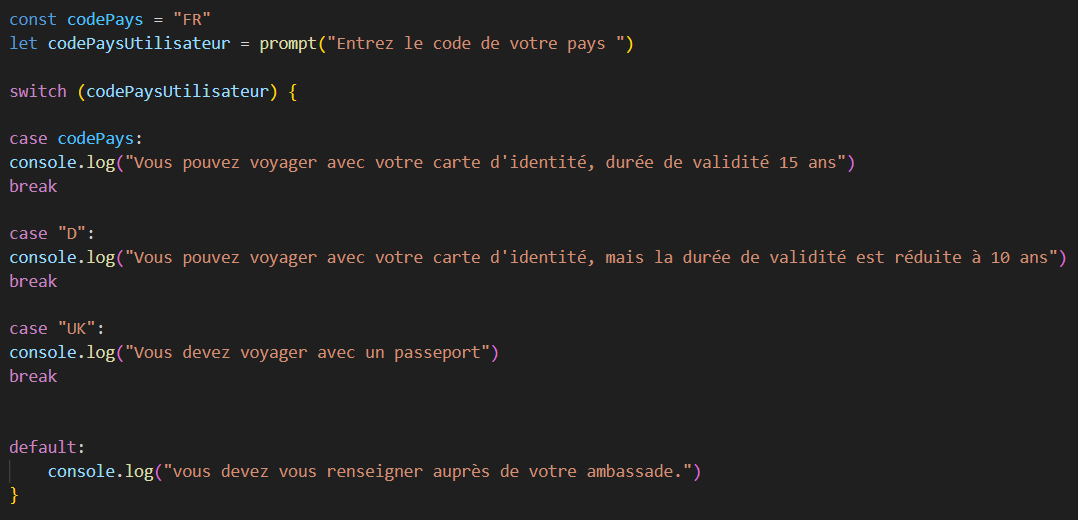 const codePays = "FR"
let codePaysUtilisateur = prompt("Entrez le code de votre pays ")
switch (codePaysUtilisateur) {
case codePays:
console.log("Vous pouvez voyager avec votre carte d'identité, durée de validité 15 ans")
break
case "D":
console.log("Vous pouvez voyager avec votre carte d'identité, mais la durée de validité est réduite à 10 ans")
break
case "UK":
console.log("Vous devez voyager avec un passeport")
break
default:
console.log("vous devez vous renseigner auprès de votre ambassade.")
}